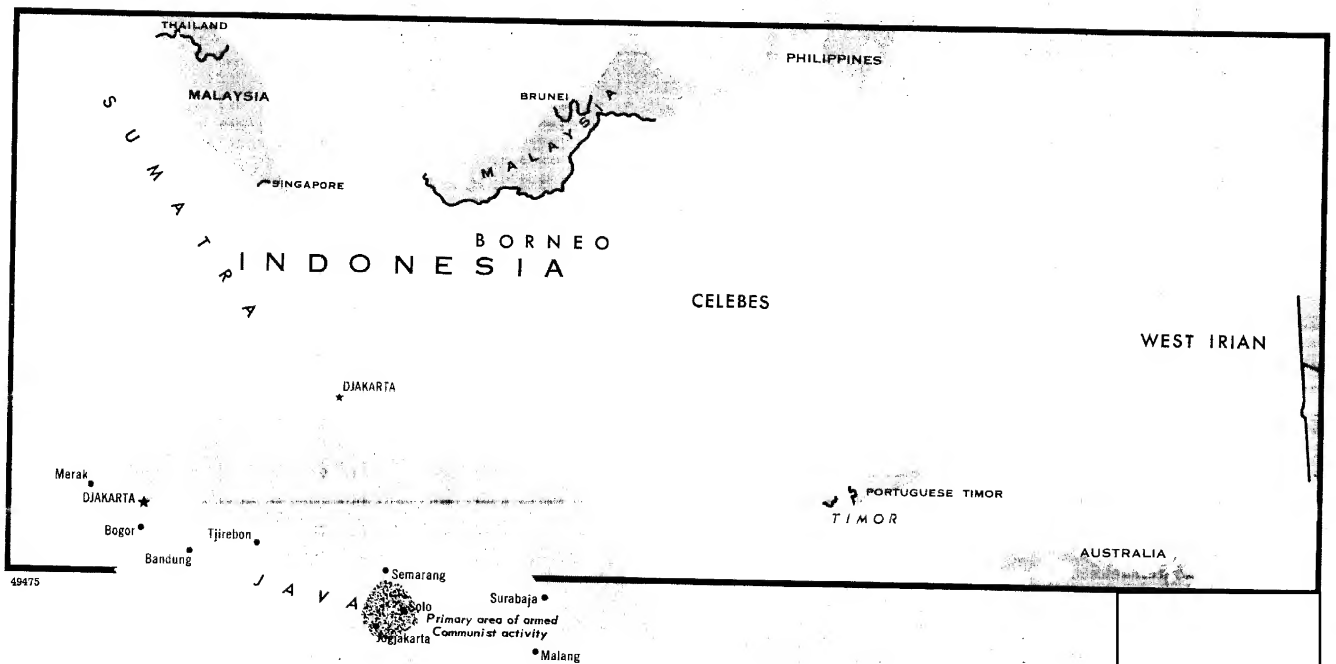 THAILAND
PHILIPPINES
MALAYSIA
BRUNEI
MALAYSIA
SUMATRA
SINGAPORE
BORNEO
INDONESIA
CELEBES
WEST IRIAN
DJAKARTA
Merak
DJAKARTA
PORTUGUESE TIMOR
TIMOR
Bogor
Tjirebon
Bandung
AUSTRALIA
49475
JAVA
Semarang
Solo
Surabaja
Primary area of armed
Communist activity
Jogjakarta
Malang